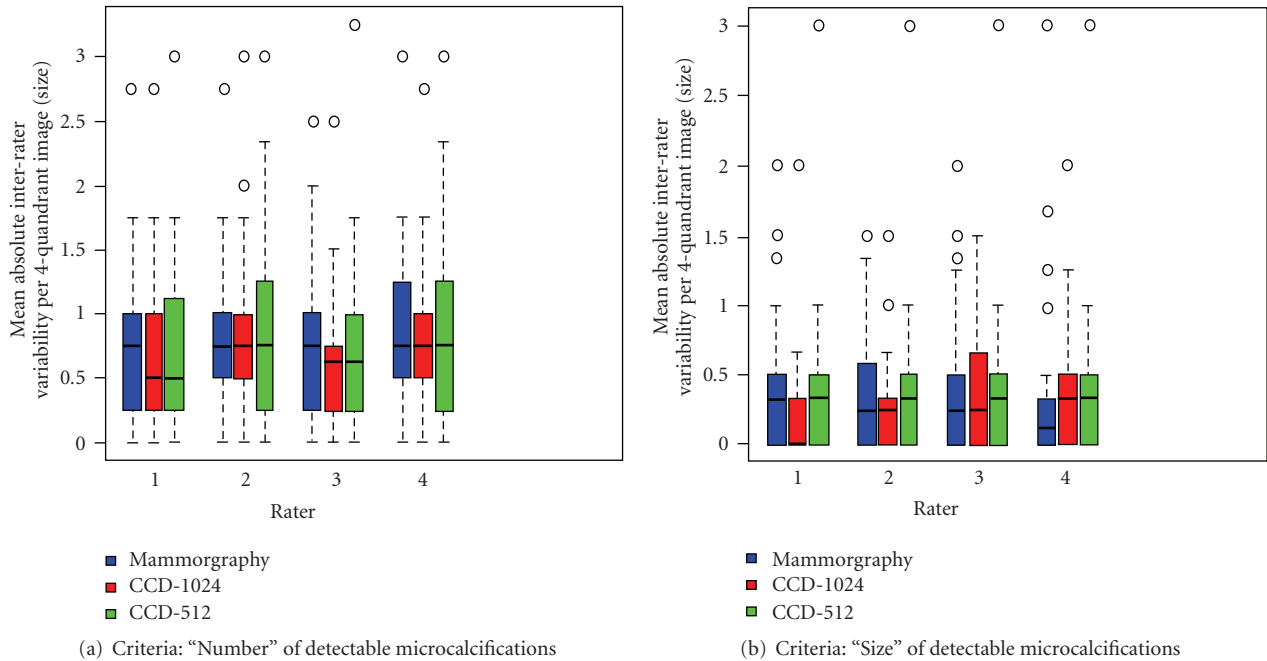 Mean absolute inter-rater
variability per 4-quandrant image (size)
3
2.5
2
1.5
1
0.5
0
1 2 3 4
Rater
Mammorgraphy
CCD-1024
CCD-512
(a) Criteria: “Number” of detectable microcalcifications
Mean absolute inter-rater
variability per 4-quandrant image (size)
3
2.5
2
1.5
1
0.5
0
1 2 3 4
Rater
Mammorgraphy
CCD-1024
CCD-512
(b) Criteria: “Size” of detectable microcalcifications